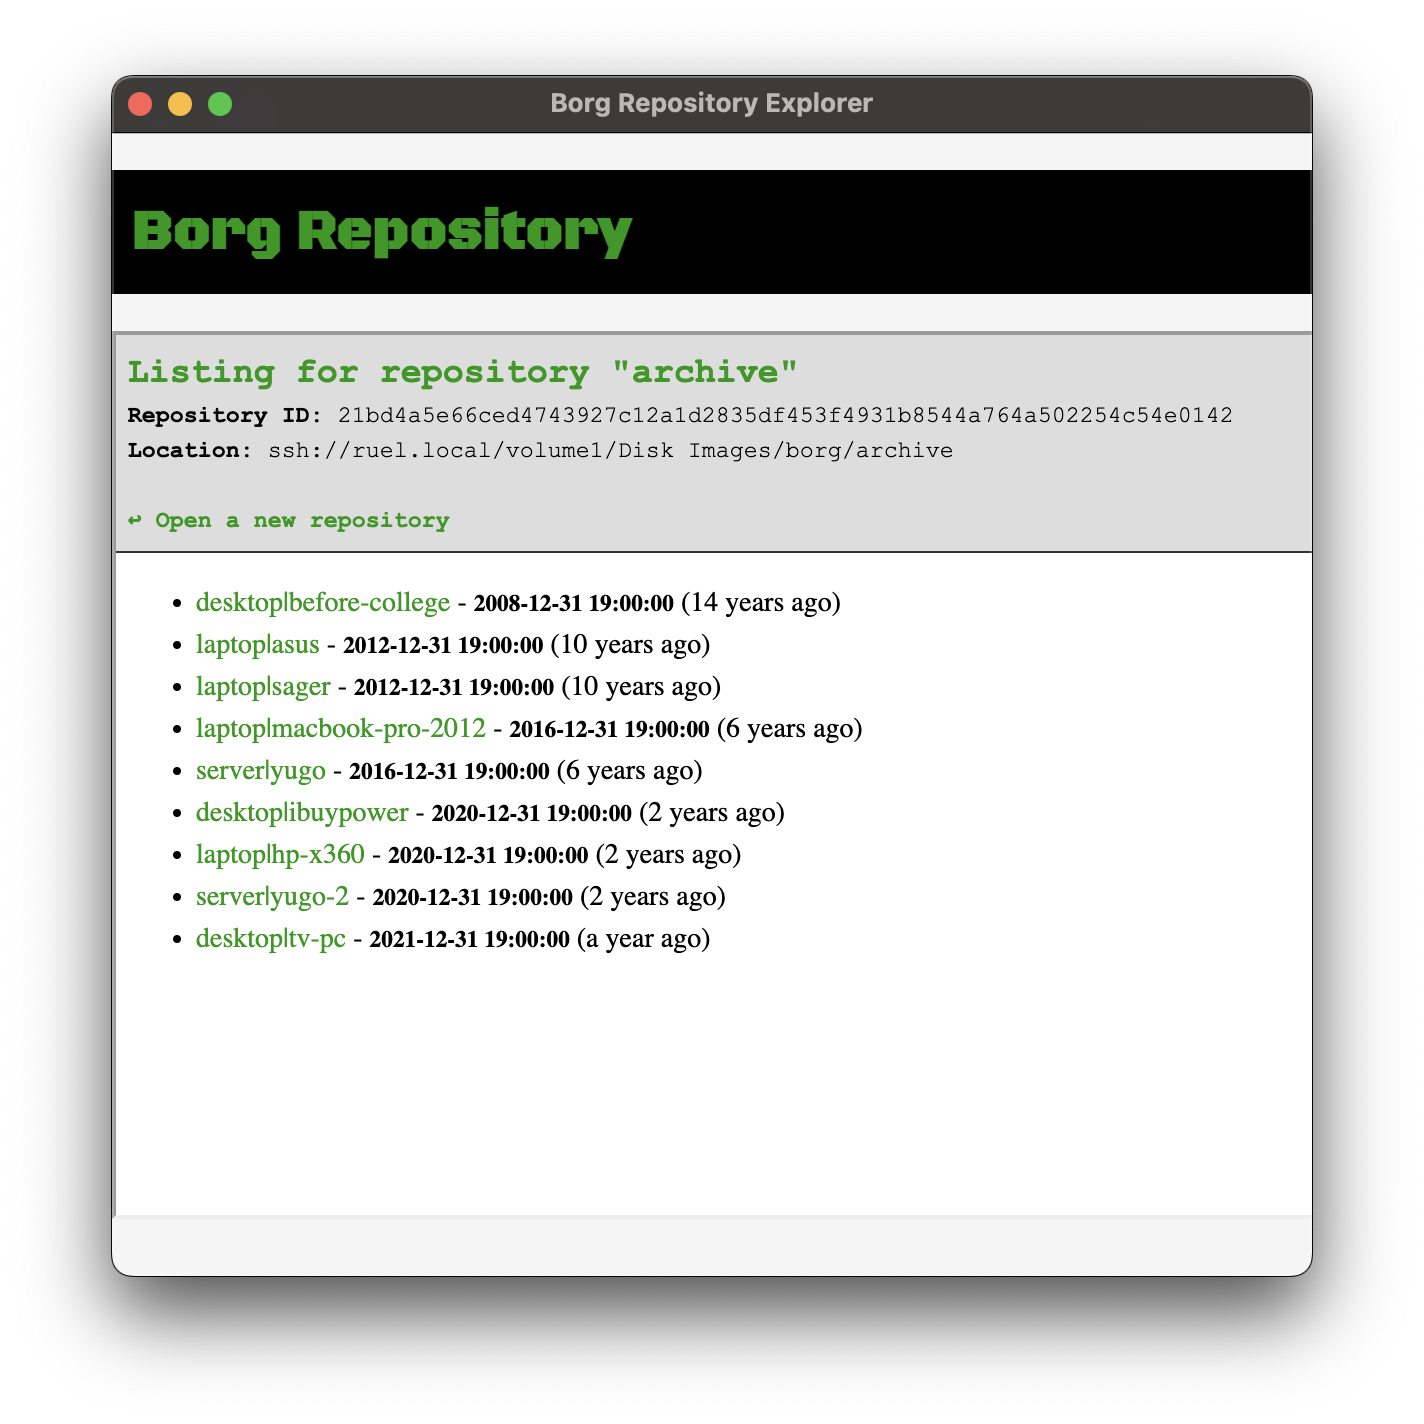 Borg Repository Explorer
Borg Repository
Listing for repository "archive"
Repository ID: 21bd4a5e66ced4743927c12a1d2835df453f4931b8544a764a502254c54e0142
Location: ssh://ruel.local/volume1/Disk Images/borg/archive
↩ Open a new repository
• desktop|before-college - 2008-12-31 19:00:00 (14 years ago)
• laptop|asus - 2012-12-31 19:00:00 (10 years ago)
• laptop|sager - 2012-12-31 19:00:00 (10 years ago)
• laptop|macbook-pro-2012 - 2016-12-31 19:00:00 (6 years ago)
• server|yugo - 2016-12-31 19:00:00 (6 years ago)
• desktop|ibuypower - 2020-12-31 19:00:00 (2 years ago)
• laptop|hp-x360 - 2020-12-31 19:00:00 (2 years ago)
• server|yugo-2 - 2020-12-31 19:00:00 (2 years ago)
• desktop|tv-pc - 2021-12-31 19:00:00 (a year ago)